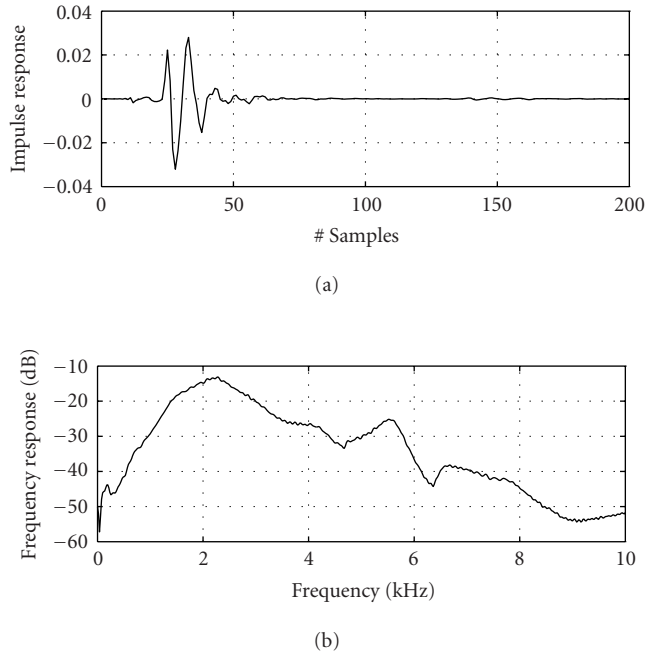 0.04
0.02
0
−0.02
−0.04
Impulse response
0 50 100 150 200
# Samples
(a)
−10
−20
−30
−40
−50
−60
Frequency response (dB)
0 2 4 6 8 10
Frequency (kHz)
(b)